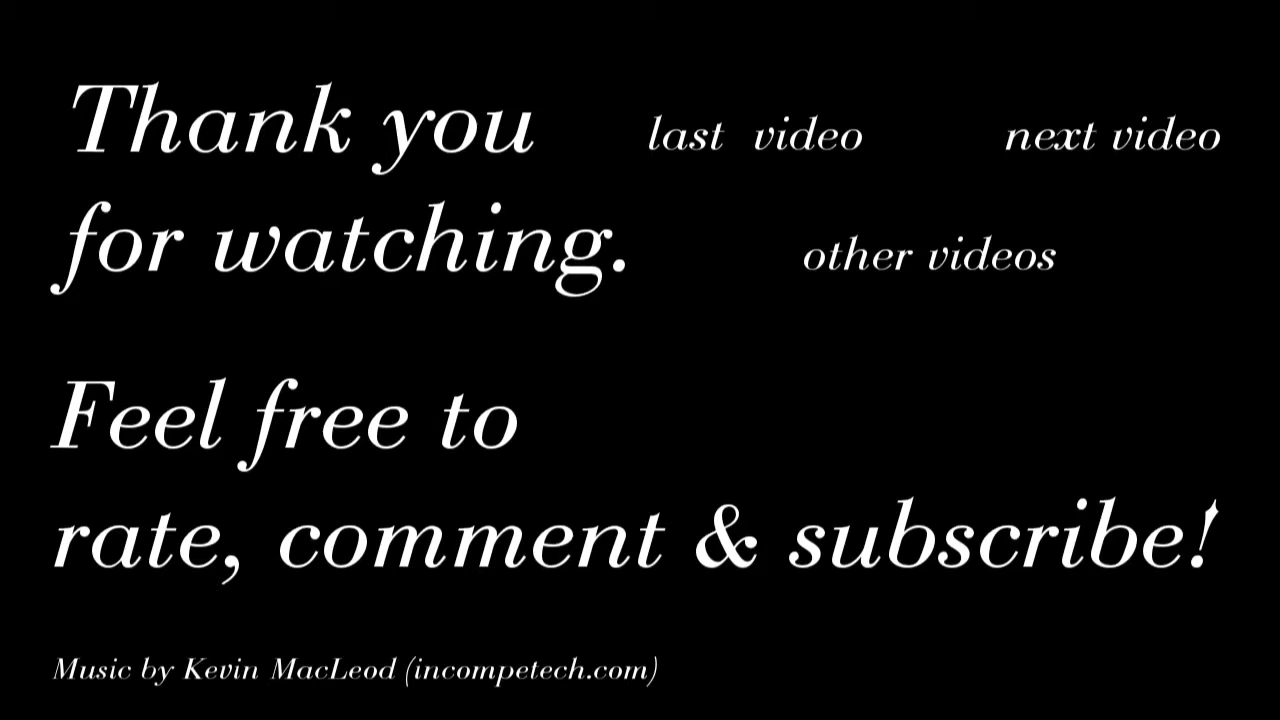 Thank you
last video
next video
for watching.
other videos
Feel free to
rate, comment & subscribe!
Music by Kevin MacLeod (incompetech.com)